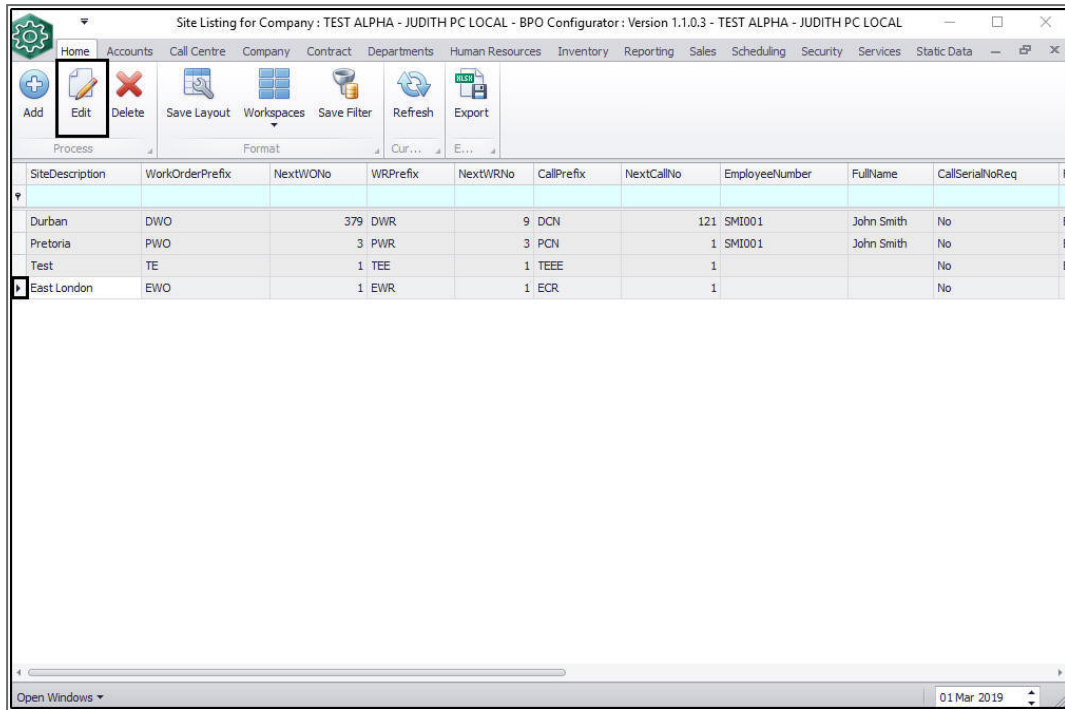 Site Listing for Company : TEST ALPHA - JUDITH PC LOCAL - BPO Configurator : Version 1.1.0.3 - TEST ALPHA - JUDITH PC LOCAL
Home Accounts Call Centre Company Contract Departments Human Resources Inventory Reporting Sales Scheduling Security Services Static Data
Add Edit Delete Save Layout Workspaces Save Filter Refresh Export
Process Format Cur... E...
SiteDescription WorkOrderPrefix NextWONo WRPrefix NextWRNo CallPrefix NextCallNo EmployeeNumber FullName CallSerialNoReq
Durban DWO 379 DWR 9 DCN 121 SMI001 John Smith No
Pretoria PWO 3 PWR 3 PCN 1 SMI001 John Smith No
Test TE 1 TEE 1 TEEE 1 No
East London EWO 1 EWR 1 ECR 1 No
Open Windows 01 Mar 2019